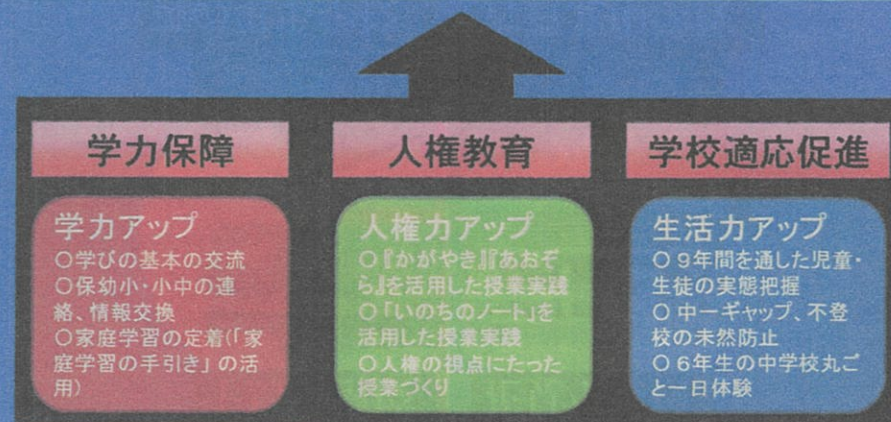 学力保障
学力アップ
○学びの基本の交流
○保幼小・小中の連
絡、情報交換
○家庭学習の定着(「家
庭学習の手引き」の活
用)
人権教育
人権力アップ
○『かがやき』『あおぞ
ら』を活用した授業実践
○「いのちのノート」を
活用した授業実践
○人権の視点にたった
授業づくり
学校適応促進
生活力アップ
○9年間を通した児童・
生徒の実態把握
○中一ギャップ、不登
校の未然防止
○6年生の中学校丸ご
と一日体験